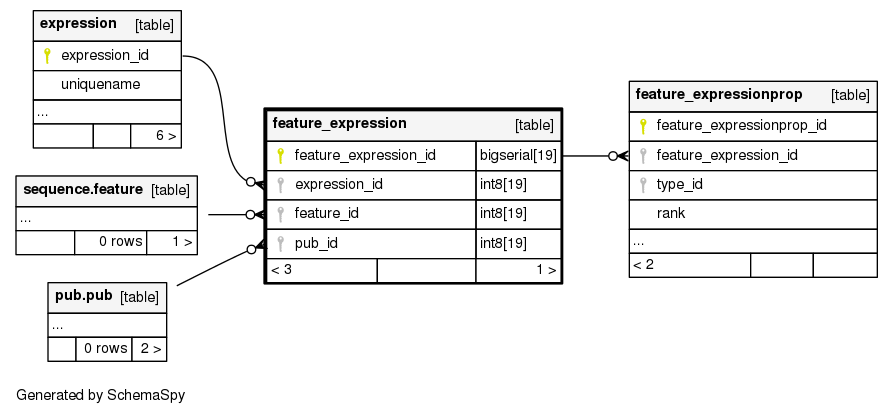 expression [table]
expression_id
uniquename
...
6 >
sequence.feature [table]
...
0 rows 1 >
pub.pub [table]
...
0 rows 2 >
feature_expression [table]
feature_expression_id bigserial[19]
expression_id int8[19]
feature_id int8[19]
pub_id int8[19]
< 3 1 >
feature_expressionprop [table]
feature_expressionprop_id
feature_expression_id
type_id
rank
...
< 2
Generated by SchemaSpy